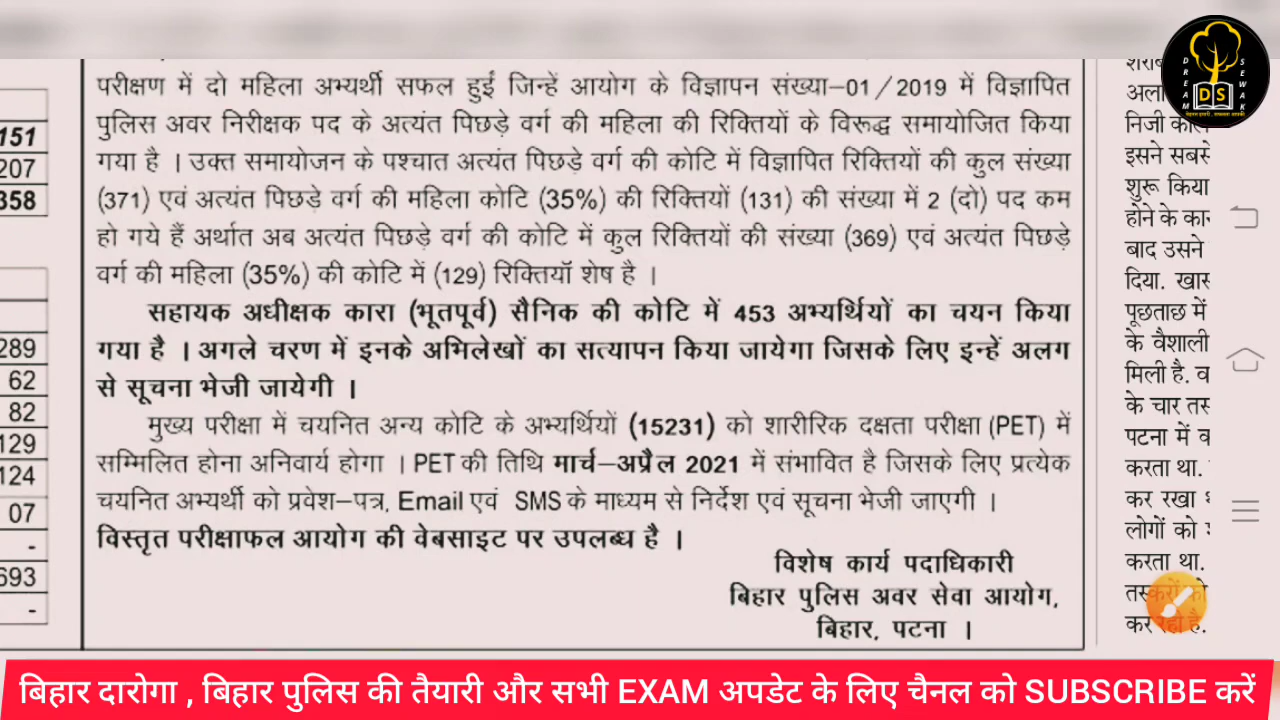 151
207
358
289
62
82
129
124
07
-
693
-
परीक्षण में दो महिला अभ्यर्थी सफल हुईं जिन्हें आयोग के विज्ञापन संख्या–01/2019 में विज्ञापित
पुलिस अवर निरीक्षक पद के अत्यंत पिछड़े वर्ग की महिला की रिक्तियों के विरूद्ध समायोजित किया
गया है । उक्त समायोजन के पश्चात अत्यंत पिछड़े वर्ग की कोटि में विज्ञापित रिक्तियों की कुल संख्या
(371) एवं अत्यंत पिछड़े वर्ग की महिला कोटि (35%) की रिक्तियों (131) की संख्या में 2 (दो) पद कम
हो गये हैं अर्थात अब अत्यंत पिछड़े वर्ग की कोटि में कुल रिक्तियों की संख्या (369) एवं अत्यंत पिछड़े
वर्ग की महिला (35%) की कोटि में (129) रिक्तियॉ शेष है ।
सहायक अधीक्षक कारा (भूतपूर्व) सैनिक की कोटि में 453 अभ्यर्थियों का चयन किया
गया है । अगले चरण में इनके अभिलेखों का सत्यापन किया जायेगा जिसके लिए इन्हें अलग
से सूचना भेजी जायेगी ।
मुख्य परीक्षा में चयनित अन्य कोटि के अभ्यर्थियों (15231) को शारीरिक दक्षता परीक्षा (PET) में
सम्मिलित होना अनिवार्य होगा । PET की तिथि मार्च–अप्रैल 2021 में संभावित है जिसके लिए प्रत्येक
चयनित अभ्यर्थी को प्रवेश–पत्र, Email एवं SMS के माध्यम से निर्देश एवं सूचना भेजी जाएगी ।
विस्तृत परीक्षाफल आयोग की वेबसाइट पर उपलब्ध है ।
विशेष कार्य पदाधिकारी
बिहार पुलिस अवर सेवा आयोग,
बिहार, पटना ।
निजी
इसने सबसे
शुरू किया
होने के
बाद उसने
दिया. खास
पूछताछ में
के वैशाली
मिली है.
के चार
पटना में
करता था.
कर रखा
लोगों को
करता था.
कर रहा है.
DREAM
DS
SEWAK
बिहार दारोगा , बिहार पुलिस की तैयारी और सभी EXAM अपडेट के लिए चैनल को SUBSCRIBE करें